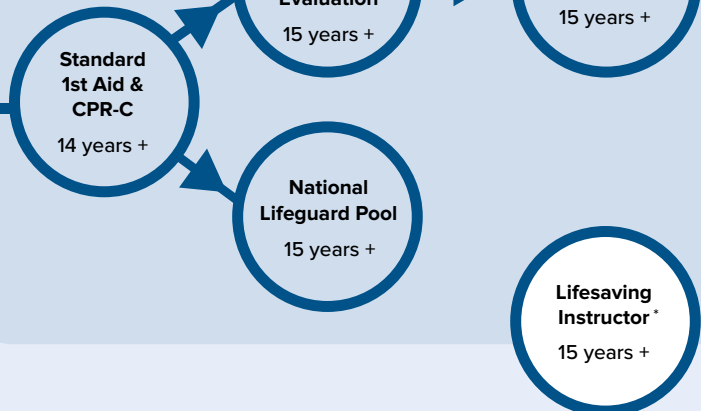 Evaluation
15 years +
15 years +
Standard
1st Aid &
CPR-C
14 years +
National
Lifeguard Pool
15 years +
Lifesaving
Instructor*
15 years +